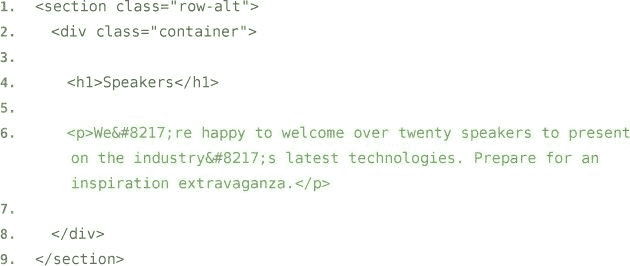 1. <section class="row-alt">
2. <div class="container">
3.
4. <h1>Speakers</h1>
5.
6. <p>We&#8217;re happy to welcome over twenty speakers to present
on the industry&#8217;s latest technologies. Prepare for an
inspiration extravaganza.</p>
7.
8. </div>
9. </section>